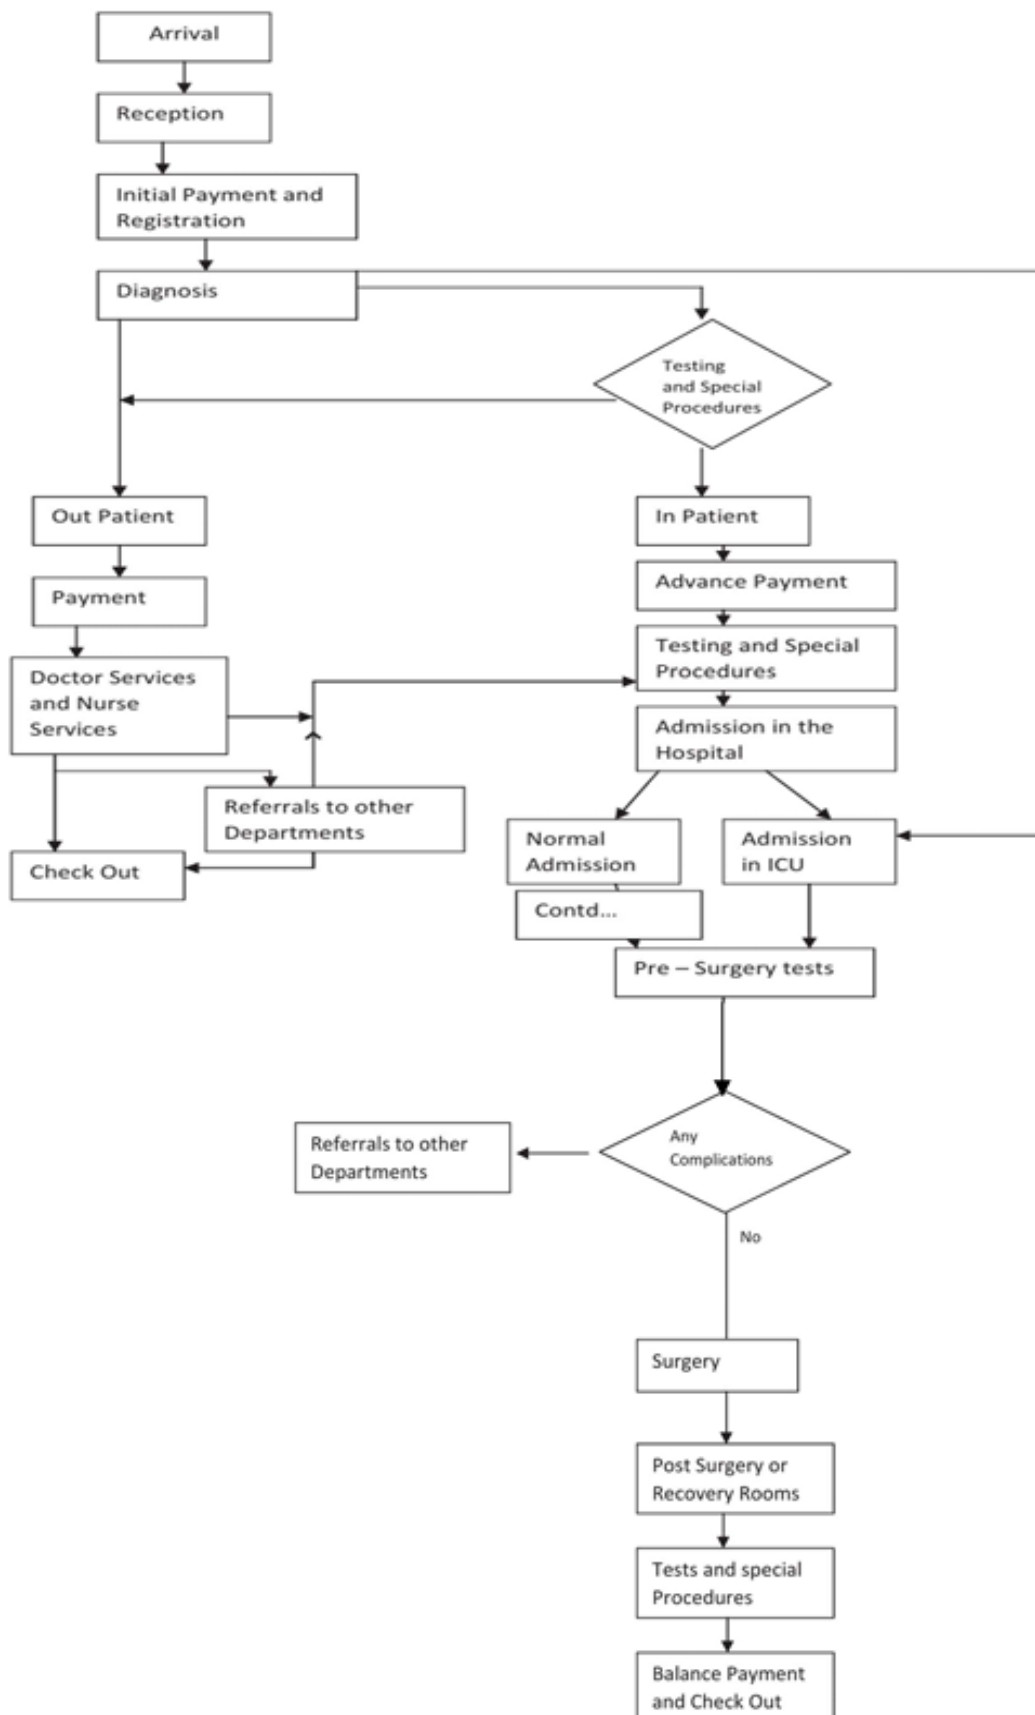 Arrival
Reception
Initial Payment and
Registration
Diagnosis
Testing
and Special
Procedures
Out Patient
In Patient
Payment
Advance Payment
Doctor Services
and Nurse
Services
Testing and Special
Procedures
Admission in the
Hospital
Referrals to other
Departments
Check Out
Normal
Admission
Admission
in ICU
Contd...
Pre – Surgery tests
Any
Complications
Referrals to other
Departments
No
Surgery
Post Surgery or
Recovery Rooms
Tests and special
Procedures
Balance Payment
and Check Out